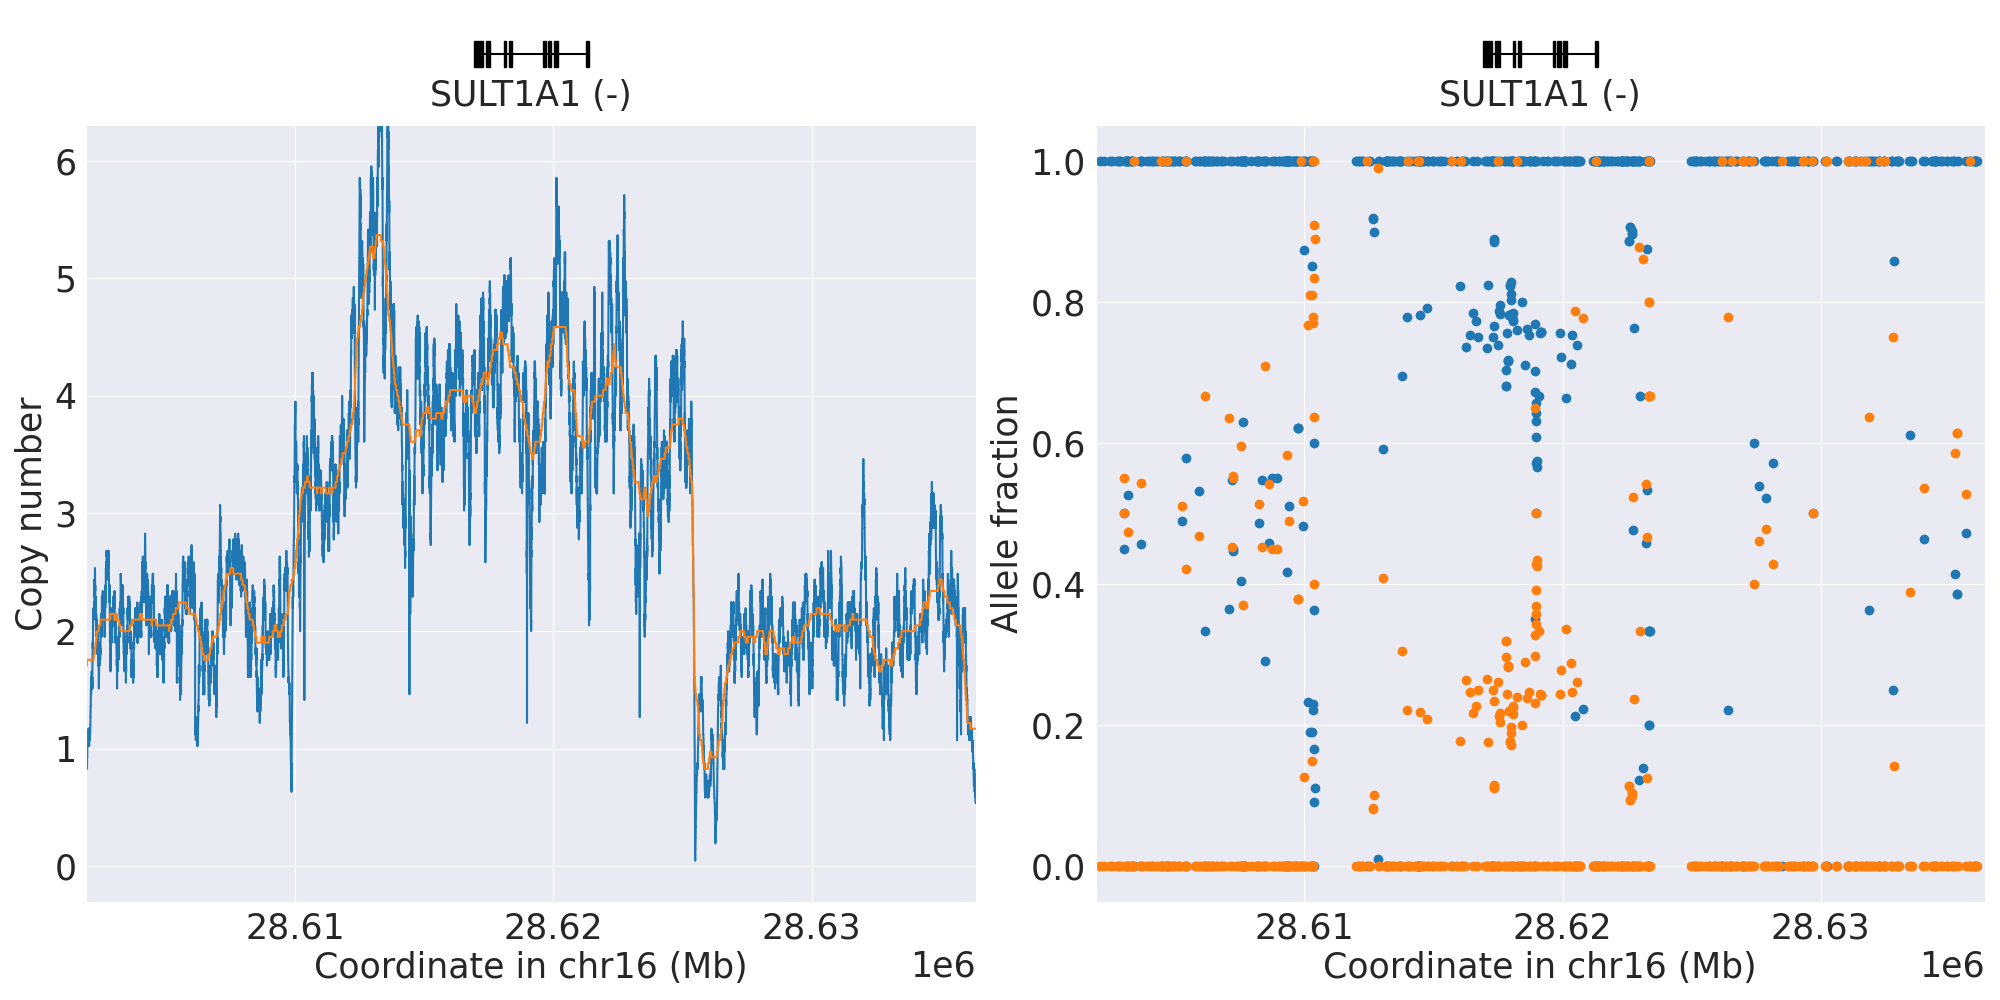 SULT1A1 (-)
Copy number
6
5
4
3
2
1
0
28.61
28.62
28.63
Coordinate in chr16 (Mb)
1e6
SULT1A1 (-)
Allele fraction
1.0
0.8
0.6
0.4
0.2
0.0
28.61
28.62
28.63
Coordinate in chr16 (Mb)
1e6